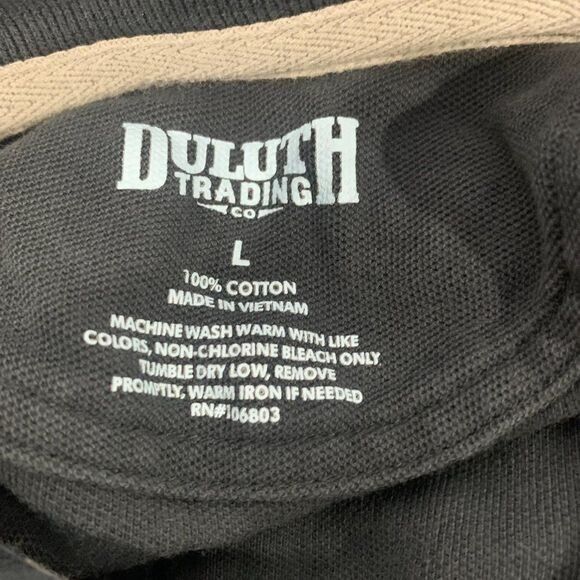 DULUTH
TRADING
CO
L
100% COTTON
MADE IN VIETNAM
MACHINE WASH WARM WITH LIKE
COLORS, NON-CHLORINE BLEACH ONLY
TUMBLE DRY LOW, REMOVE
PROMPTLY, WARM IRON IF NEEDED
RN#106803